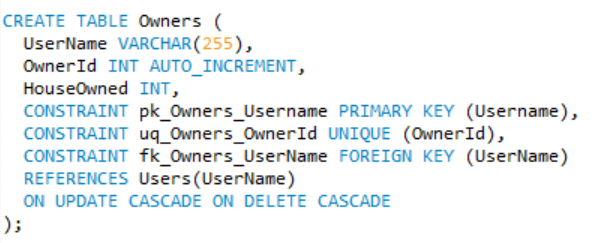 CREATE TABLE Owners (
  UserName VARCHAR(255),
  OwnerId INT AUTO_INCREMENT,
  HouseOwned INT,
  CONSTRAINT pk_Owners_Username PRIMARY KEY (Username),
  CONSTRAINT uq_Owners_OwnerId UNIQUE (OwnerId),
  CONSTRAINT fk_Owners_UserName FOREIGN KEY (UserName)
  REFERENCES Users(UserName)
  ON UPDATE CASCADE ON DELETE CASCADE
);